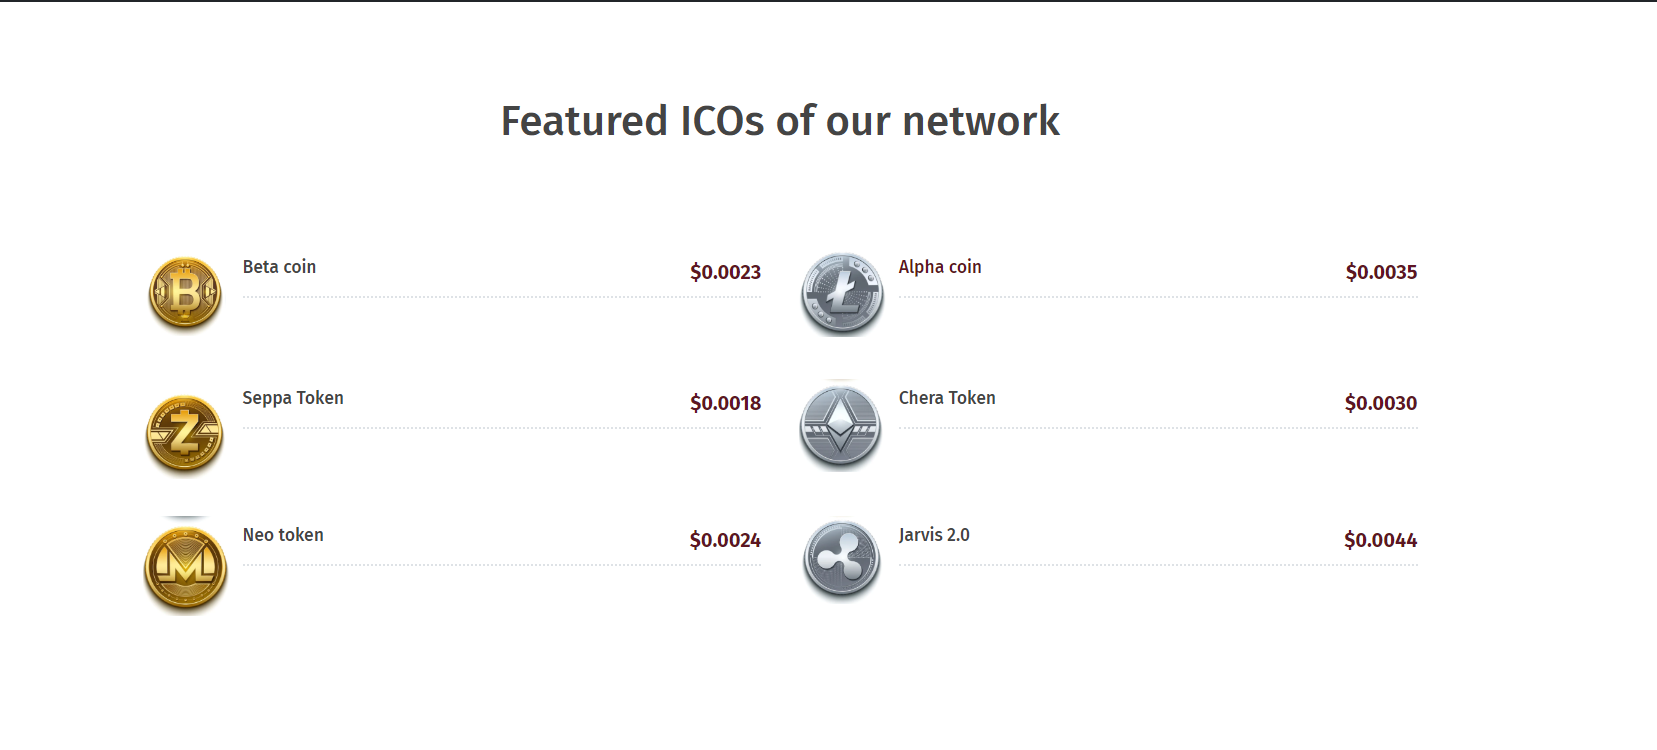 Featured ICOs of our network
Beta coin
$0.0023
Alpha coin
$0.0035
Seppa Token
$0.0018
Chera Token
$0.0030
Neo token
$0.0024
Jarvis 2.0
$0.0044